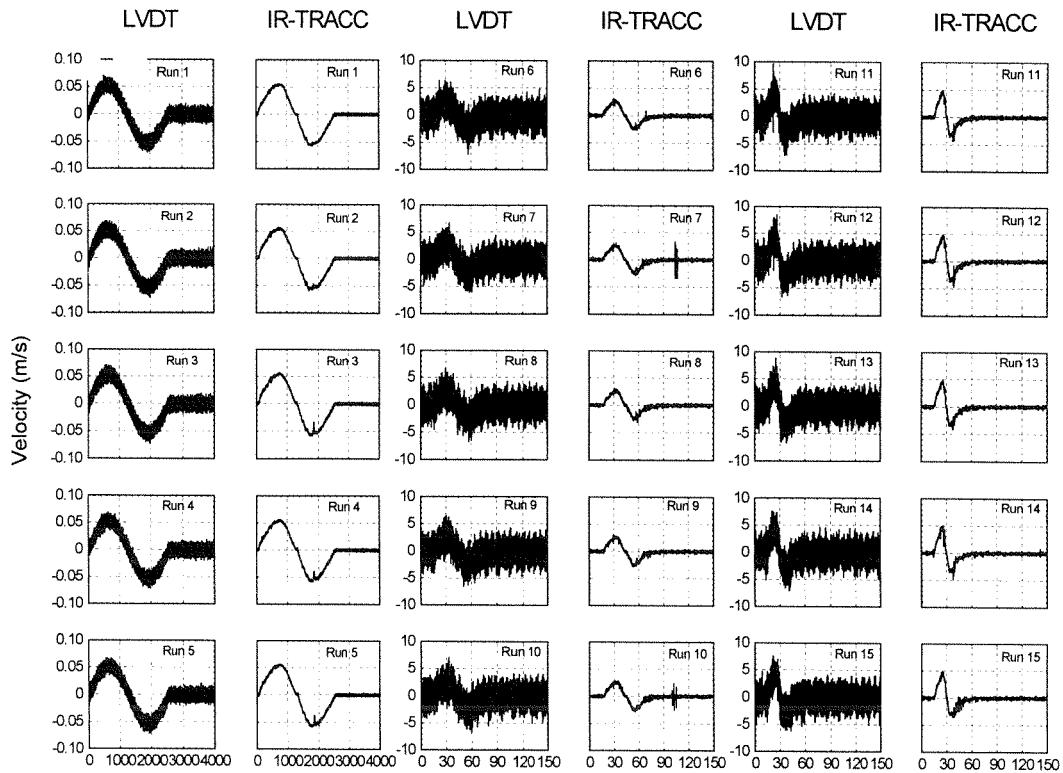 LVDT IR-TRACC LVDT IR-TRACC LVDT IR-TRACC
0.10 0.05 0 -0.05 -0.10 Run 1
Run 1
10 5 0 -5 -10 Run 6
Run 6
10 5 0 -5 -10 Run 11
Run 11
0.10 0.05 0 -0.05 -0.10 Run 2
Run 2
10 5 0 -5 -10 Run 7
Run 7
10 5 0 -5 -10 Run 12
Run 12
Velocity (m/s)
0.10 0.05 0 -0.05 -0.10 Run 3
Run 3
10 5 0 -5 -10 Run 8
Run 8
10 5 0 -5 -10 Run 13
Run 13
0.10 0.05 0 -0.05 -0.10 Run 4
Run 4
10 5 0 -5 -10 Run 9
Run 9
10 5 0 -5 -10 Run 14
Run 14
0.10 0.05 0 -0.05 -0.10 Run 5
Run 5
10 5 0 -5 -10 Run 10
Run 10
10 5 0 -5 -10 Run 15
Run 15
0 1000 2000 3000 4000
0 1000 2000 3000 4000
0 30 60 90 120 150
0 30 60 90 120 150
0 30 60 90 120 150
0 30 60 90 120 150